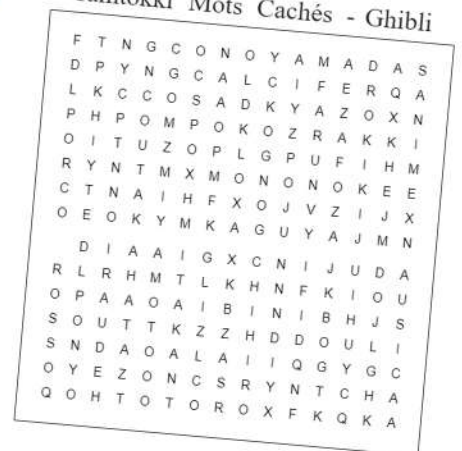 Mots Cachés - Ghibli
F T N G C O N O Y A M A D A S
D P Y N G C A L C I F E R Q A
L K C C O S A D K Y A Z O X N
P H P O M P O K O Z R A K K I
O I T U Z O P L G P U F I H M
R Y N T M X M O N O N O K E E
C T N A I H F X O J V Z I J X
O E O K Y M K A G U Y A J M N
D I A A I G X C N I J U D A
R L R H M T L K H N F K I O U
O P A A O A I B I N I B H J S
S O U T T K Z Z H D D O U L I
S N D A O A L A I I Q G Y G C
O Y E Z O N C S R Y N T C H A
Q O H T O T O R O X F K Q K A